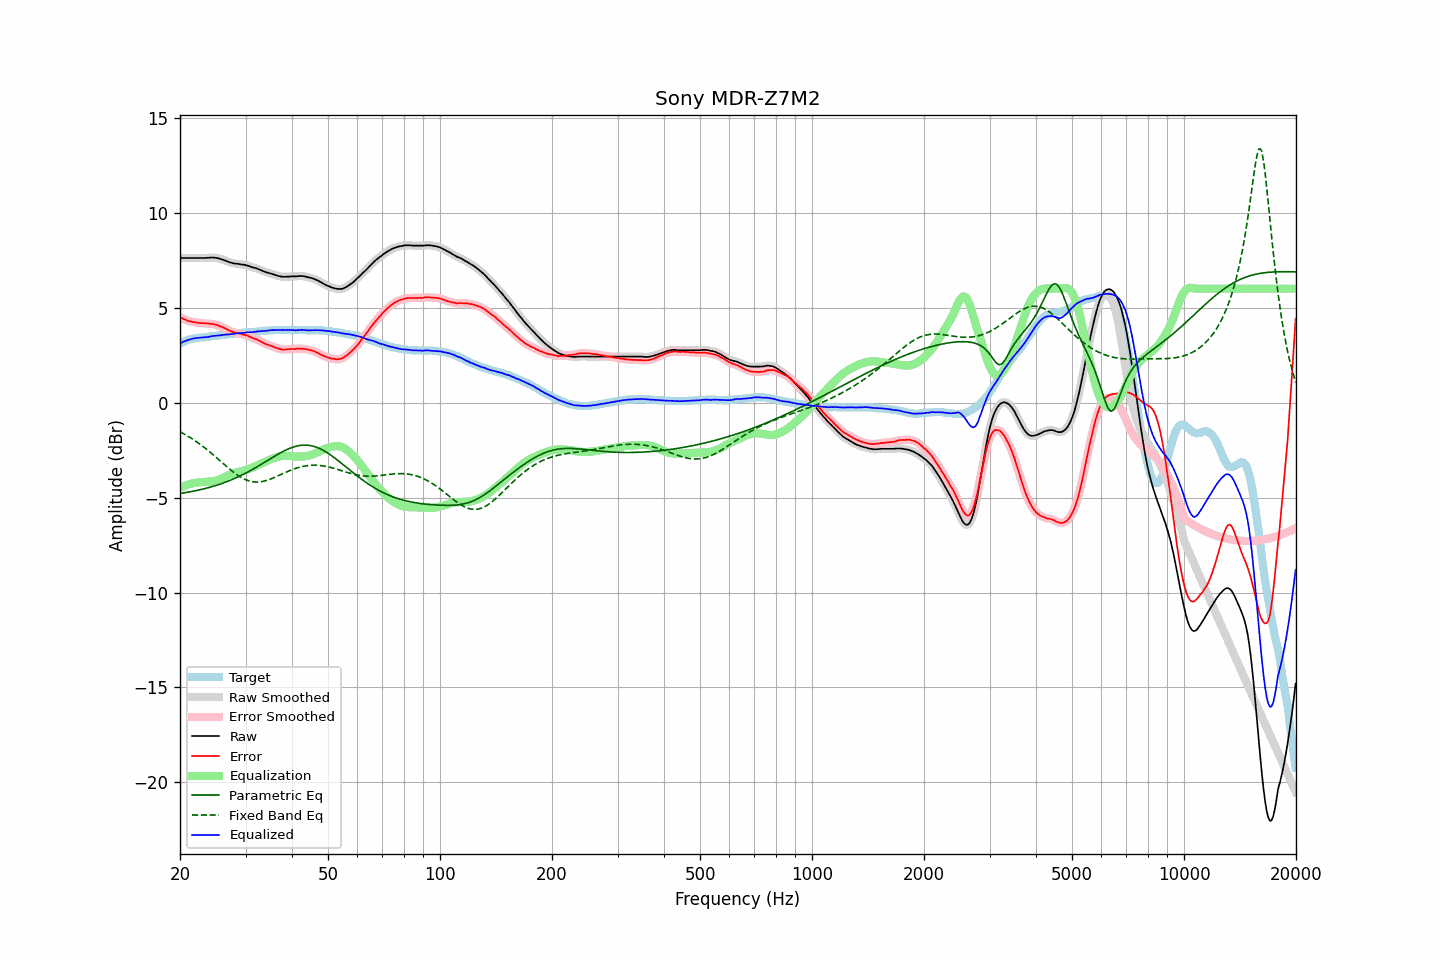 Sony MDR-Z7M2
Amplitude (dBr)
15
10
5
0
−5
−10
−15
−20
Target
Raw Smoothed
Error Smoothed
Raw
Error
Equalization
Parametric Eq
Fixed Band Eq
Equalized
20 50 100 200 500 1000 2000 5000 10000 20000
Frequency (Hz)